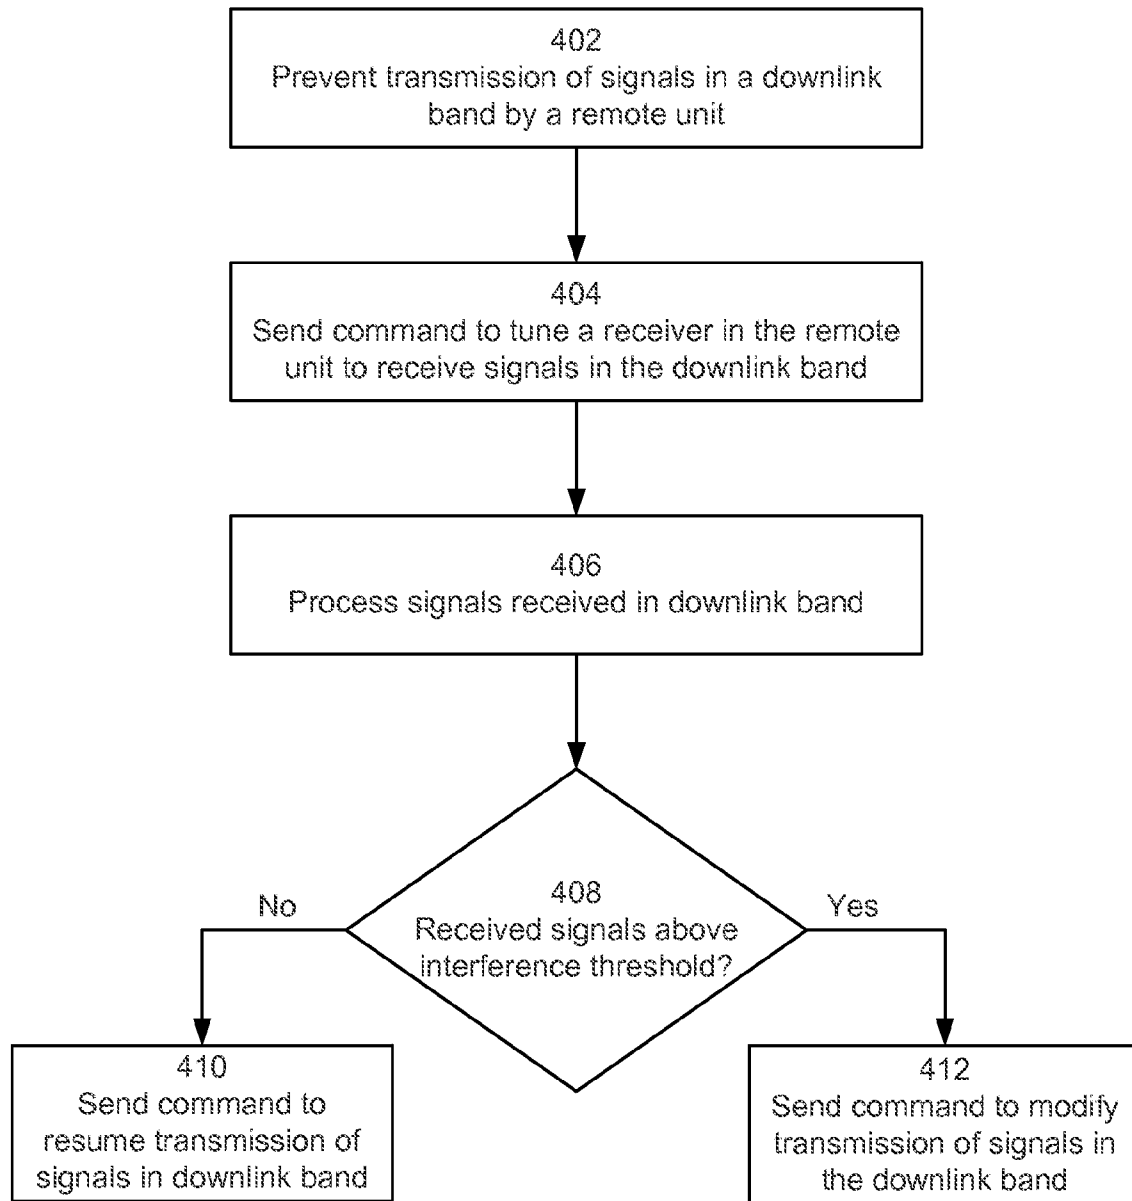 402
Prevent transmission of signals in a downlink
band by a remote unit
404
Send command to tune a receiver in the remote
unit to receive signals in the downlink band
406
Process signals received in downlink band
408
Received signals above
interference threshold?
No
Yes
410
Send command to
resume transmission of
signals in downlink band
412
Send command to modify
transmission of signals in
the downlink band